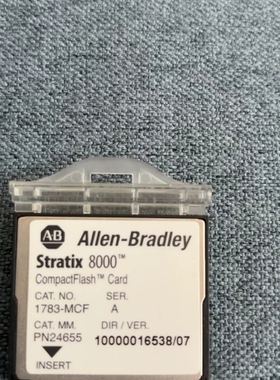 AB Allen-Bradley
Stratix 8000™
CompactFlash™ Card
CAT. NO. SER.
1783-MCF A
CAT. MM. DIR / VER.
PN24655 10000016538/07
INSERT